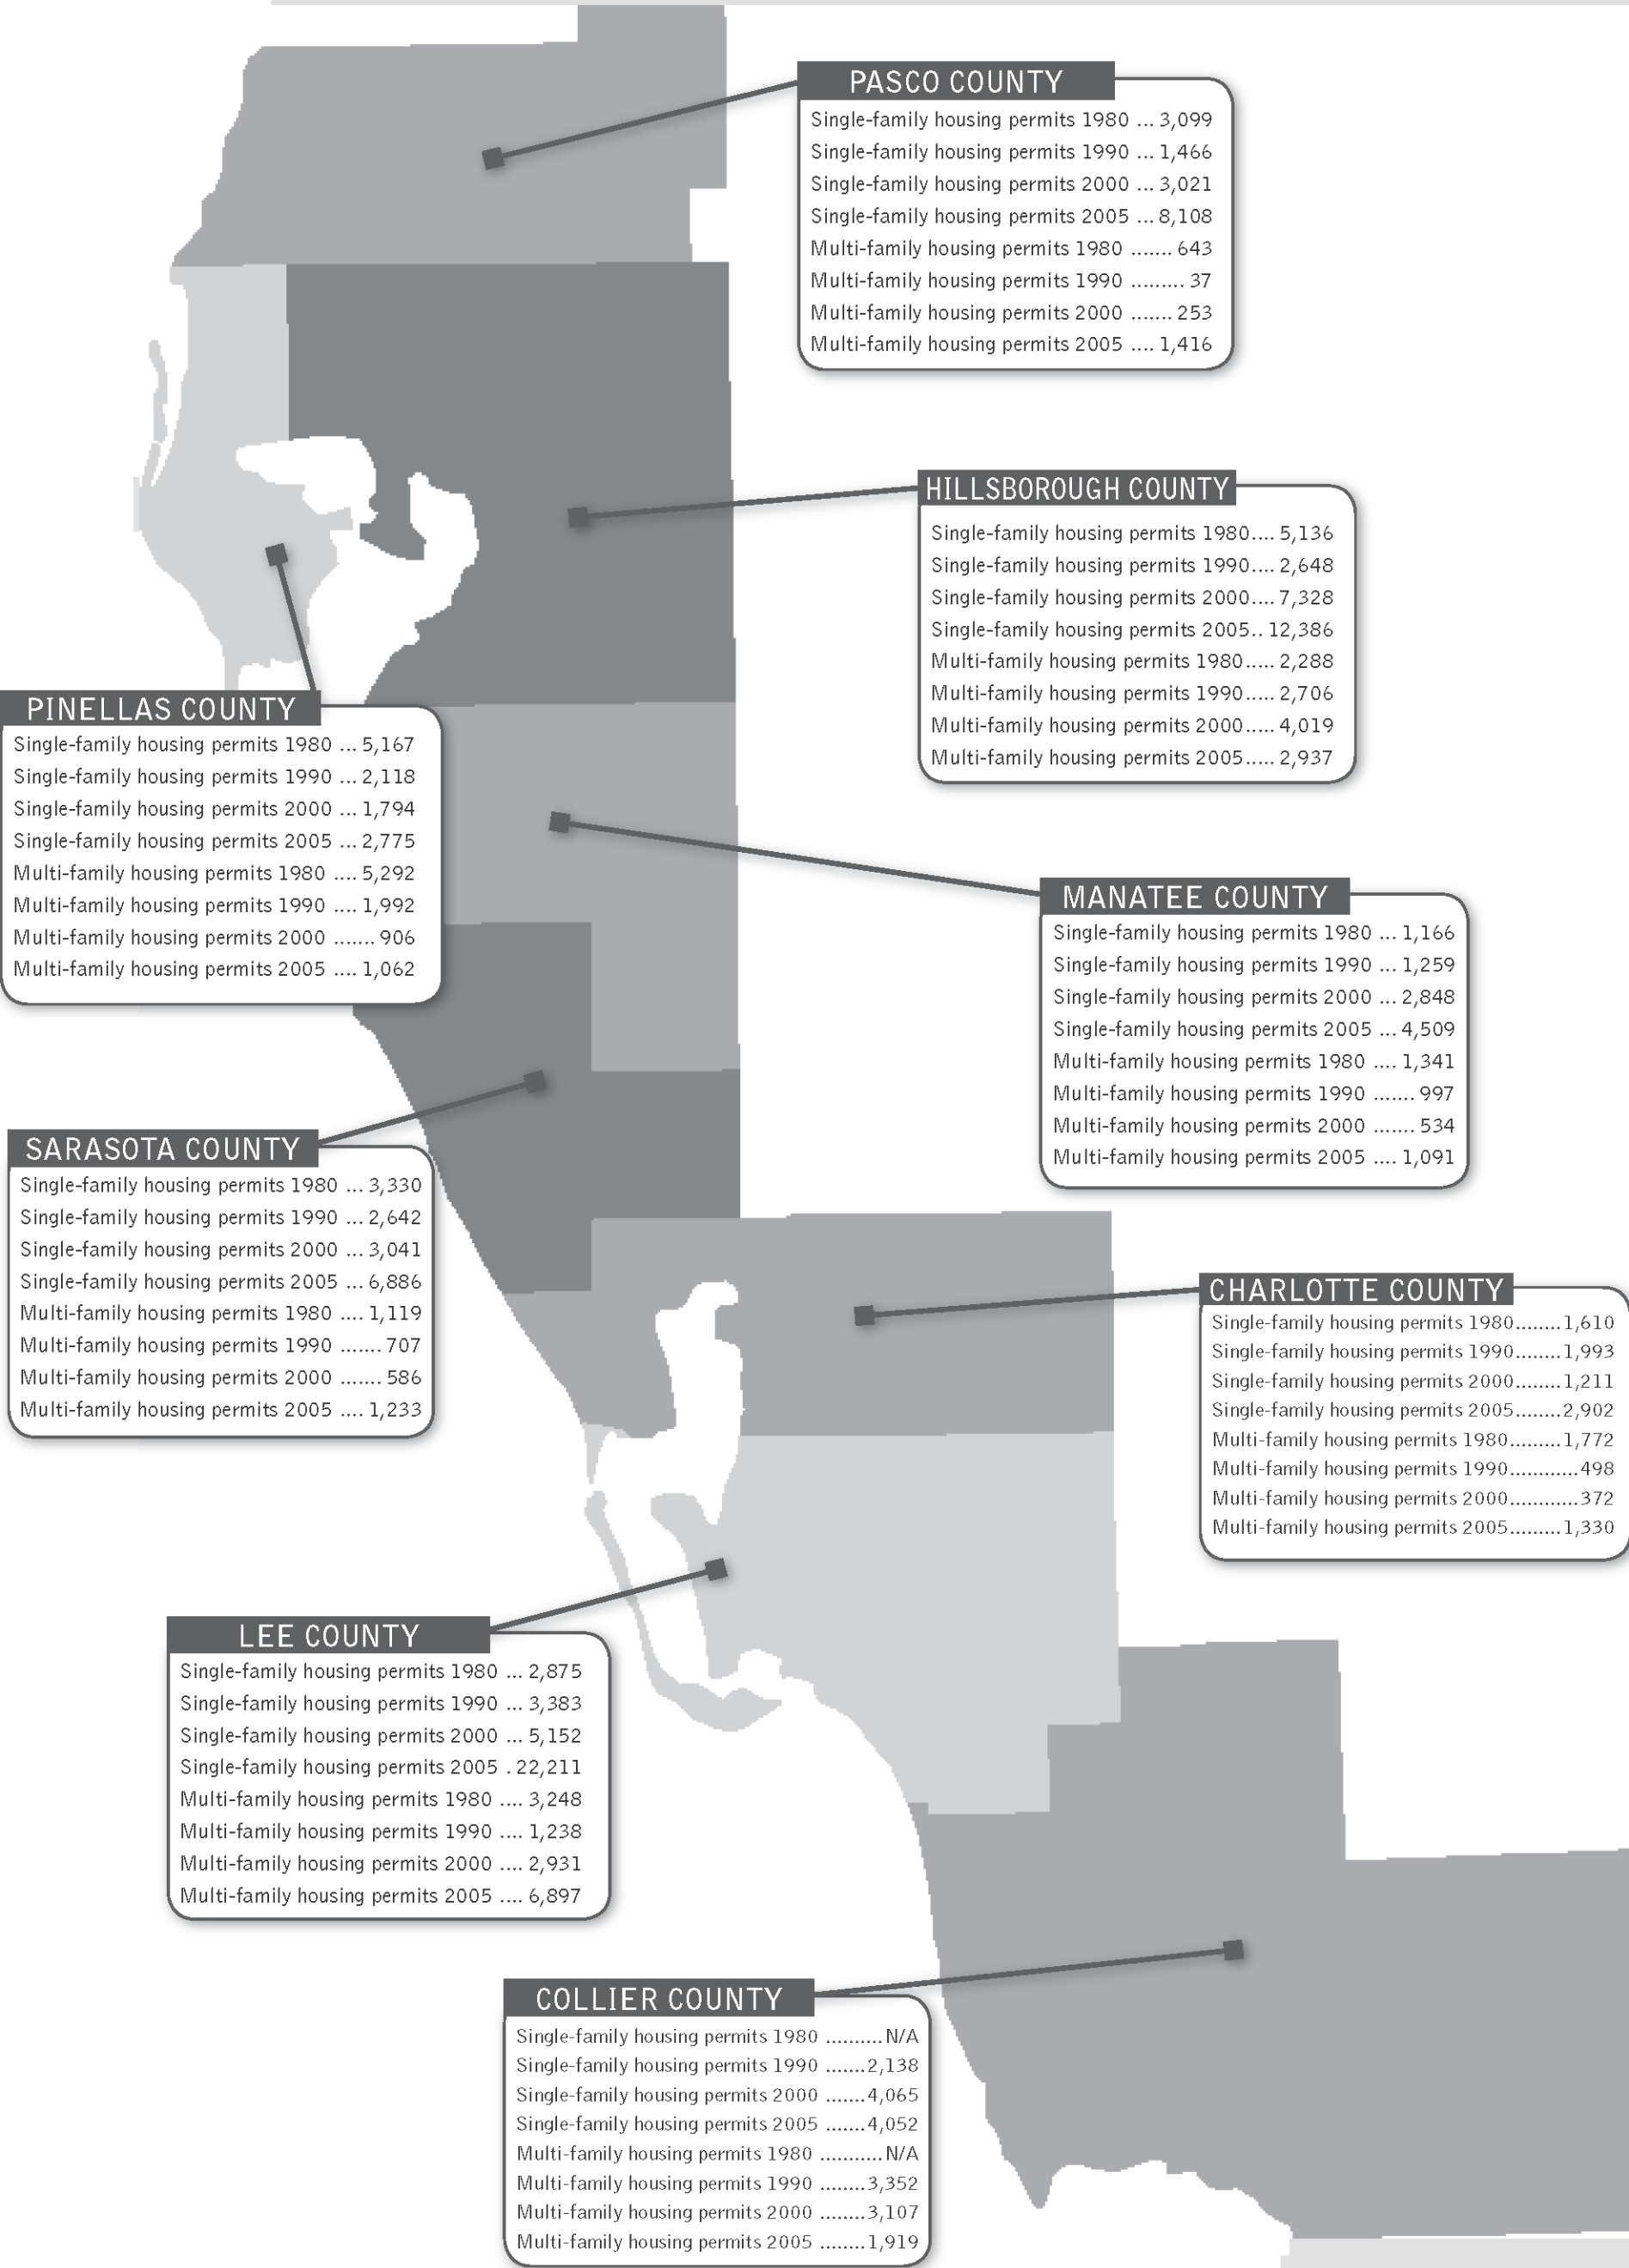 PASCO COUNTY
Single-family housing permits 1980 ... 3,099
Single-family housing permits 1990 ... 1,466
Single-family housing permits 2000 ... 3,021
Single-family housing permits 2005 ... 8,108
Multi-family housing permits 1980 ....... 643
Multi-family housing permits 1990 ......... 37
Multi-family housing permits 2000 ....... 253
Multi-family housing permits 2005 .... 1,416
HILLSBOROUGH COUNTY
Single-family housing permits 1980.... 5,136
Single-family housing permits 1990.... 2,648
Single-family housing permits 2000.... 7,328
Single-family housing permits 2005.. 12,386
Multi-family housing permits 1980..... 2,288
Multi-family housing permits 1990..... 2,706
Multi-family housing permits 2000..... 4,019
Multi-family housing permits 2005..... 2,937
PINELLAS COUNTY
Single-family housing permits 1980 ... 5,167
Single-family housing permits 1990 ... 2,118
Single-family housing permits 2000 ... 1,794
Single-family housing permits 2005 ... 2,775
Multi-family housing permits 1980 .... 5,292
Multi-family housing permits 1990 .... 1,992
Multi-family housing permits 2000 ....... 906
Multi-family housing permits 2005 .... 1,062
MANATEE COUNTY
Single-family housing permits 1980 ... 1,166
Single-family housing permits 1990 ... 1,259
Single-family housing permits 2000 ... 2,848
Single-family housing permits 2005 ... 4,509
Multi-family housing permits 1980 .... 1,341
Multi-family housing permits 1990 ....... 997
Multi-family housing permits 2000 ....... 534
Multi-family housing permits 2005 .... 1,091
SARASOTA COUNTY
Single-family housing permits 1980 ... 3,330
Single-family housing permits 1990 ... 2,642
Single-family housing permits 2000 ... 3,041
Single-family housing permits 2005 ... 6,886
Multi-family housing permits 1980 .... 1,119
Multi-family housing permits 1990 ....... 707
Multi-family housing permits 2000 ....... 586
Multi-family housing permits 2005 .... 1,233
CHARLOTTE COUNTY
Single-family housing permits 1980........1,610
Single-family housing permits 1990........1,993
Single-family housing permits 2000........1,211
Single-family housing permits 2005........2,902
Multi-family housing permits 1980.........1,772
Multi-family housing permits 1990............498
Multi-family housing permits 2000............372
Multi-family housing permits 2005.........1,330
LEE COUNTY
Single-family housing permits 1980 ... 2,875
Single-family housing permits 1990 ... 3,383
Single-family housing permits 2000 ... 5,152
Single-family housing permits 2005 . 22,211
Multi-family housing permits 1980 .... 3,248
Multi-family housing permits 1990 .... 1,238
Multi-family housing permits 2000 .... 2,931
Multi-family housing permits 2005 .... 6,897
COLLIER COUNTY
Single-family housing permits 1980 ..........N/A
Single-family housing permits 1990 .......2,138
Single-family housing permits 2000 .......4,065
Single-family housing permits 2005 .......4,052
Multi-family housing permits 1980 ...........N/A
Multi-family housing permits 1990 ........3,352
Multi-family housing permits 2000 ........3,107
Multi-family housing permits 2005 ........1,919